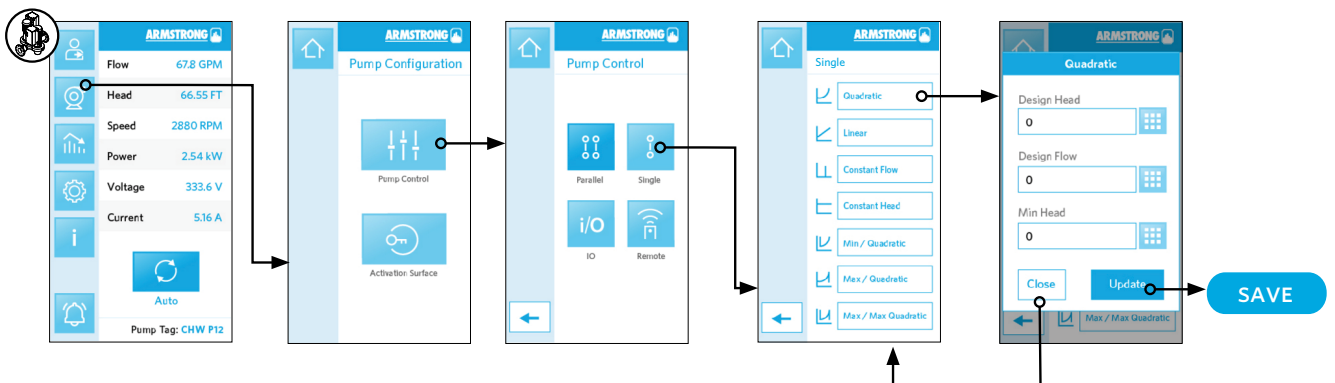 ARMSTRONG
Flow 67.8 GPM
Head 66.55 FT
Speed 2880 RPM
Power 2.54 kW
Voltage 333.6 V
Current 5.16 A
i
Auto
Pump Tag: CHW P12
ARMSTRONG
Pump Configuration
Pump Control
Activation Surface
ARMSTRONG
Pump Control
Parallel Single
i/O
IO Remote
ARMSTRONG
Single
Quadratic
Linear
Constant Flow
Constant Head
Min / Quadratic
Max / Quadratic
Max / Max Quadratic
ARMSTRONG
Quadratic
Design Head
0
Design Flow
0
Min Head
0
Close Update
Max / Max Quadratic
SAVE